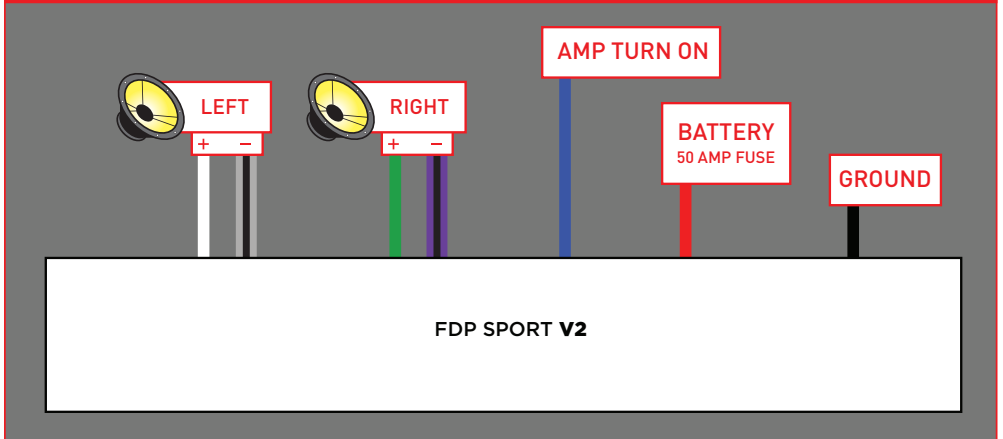 AMP TURN ON
LEFT
+ −
RIGHT
+ −
BATTERY
50 AMP FUSE
GROUND
FDP SPORT V2